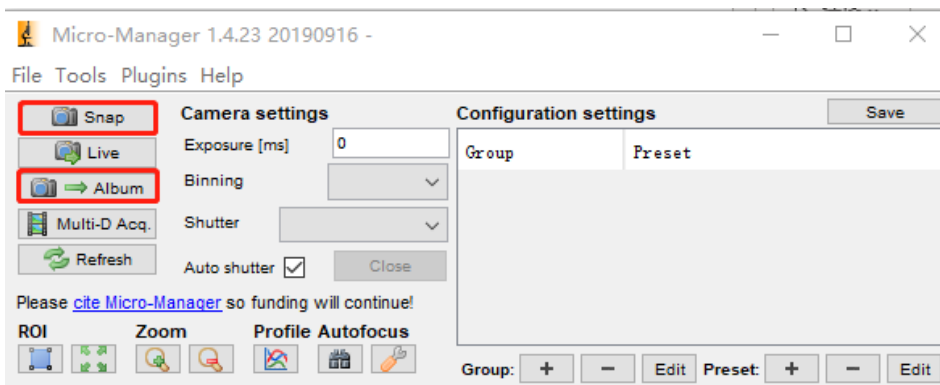 Micro-Manager 1.4.23 20190916 -
File Tools Plugins Help
Snap
Live
Album
Multi-D Acq.
Refresh
Camera settings
Exposure [ms] 0
Binning
Shutter
Auto shutter Close
Configuration settings Save
Group Preset
Please cite Micro-Manager so funding will continue!
ROI Zoom Profile Autofocus
Group: + − Edit Preset: + − Edit